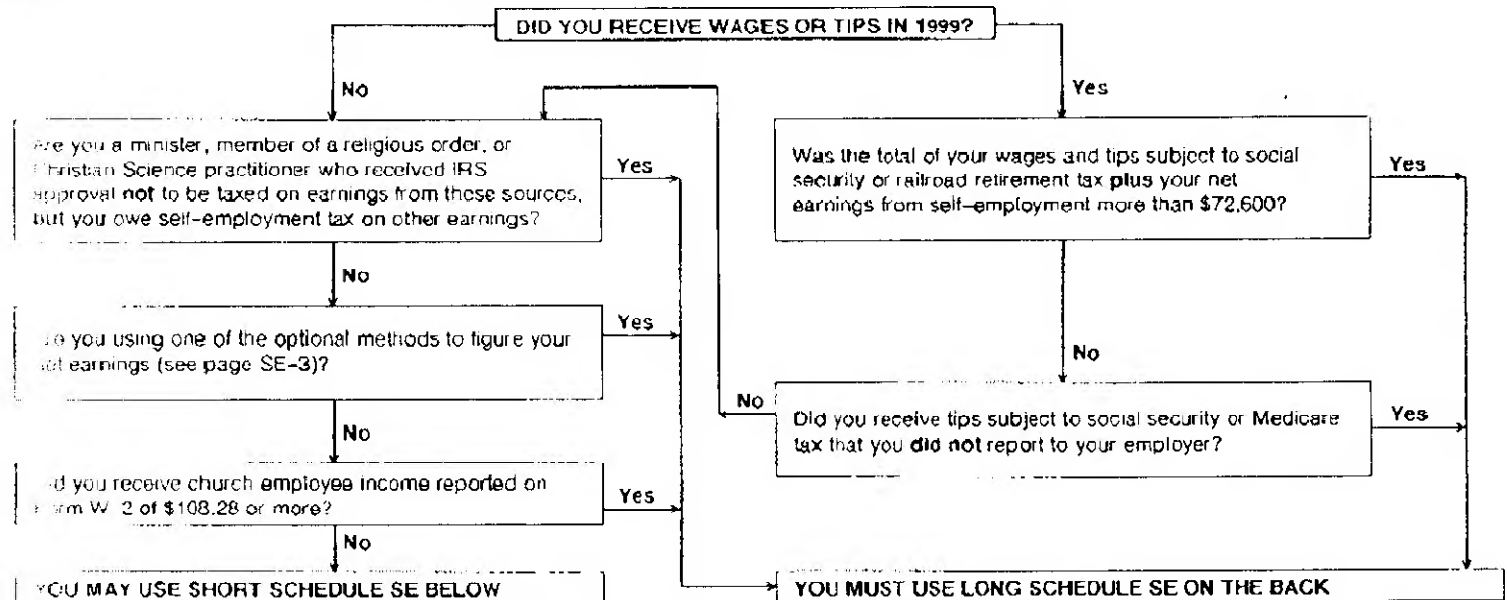 DID YOU RECEIVE WAGES OR TIPS IN 1999?
No
Yes
Are you a minister, member of a religious order, or
Christian Science practitioner who received IRS
approval not to be taxed on earnings from these sources,
but you owe self-employment tax on other earnings?
Yes
Was the total of your wages and tips subject to social
security or railroad retirement tax plus your net
earnings from self-employment more than $72,600?
Yes
No
you using one of the optional methods to figure your
earnings (see page SE-3)?
Yes
No
No
Did you receive tips subject to social security or Medicare
tax that you did not report to your employer?
Yes
No
you receive church employee income reported on
W-2 of $108.28 or more?
Yes
No
YOU MAY USE SHORT SCHEDULE SE BELOW
YOU MUST USE LONG SCHEDULE SE ON THE BACK